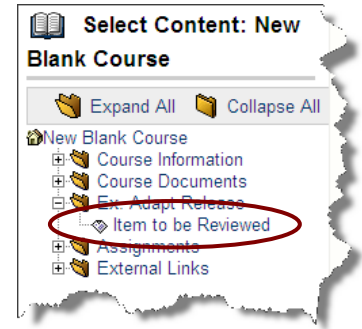 Select Content: New
Blank Course
Expand All Collapse All
New Blank Course
Course Information
Course Documents
Ex- Adapt Release
Item to be Reviewed
Assignments
External Links